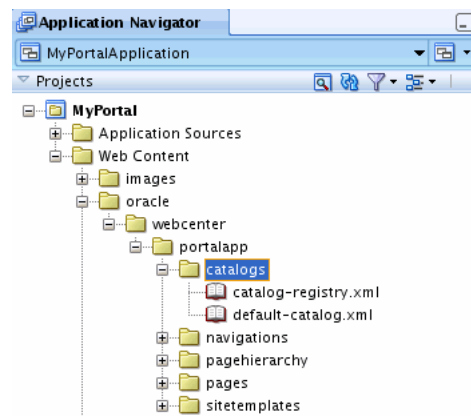 Application Navigator
MyPortalApplication
Projects
MyPortal
Application Sources
Web Content
images
oracle
webcenter
portalapp
catalogs
catalog-registry.xml
default-catalog.xml
navigations
pagehierarchy
pages
sitetemplates